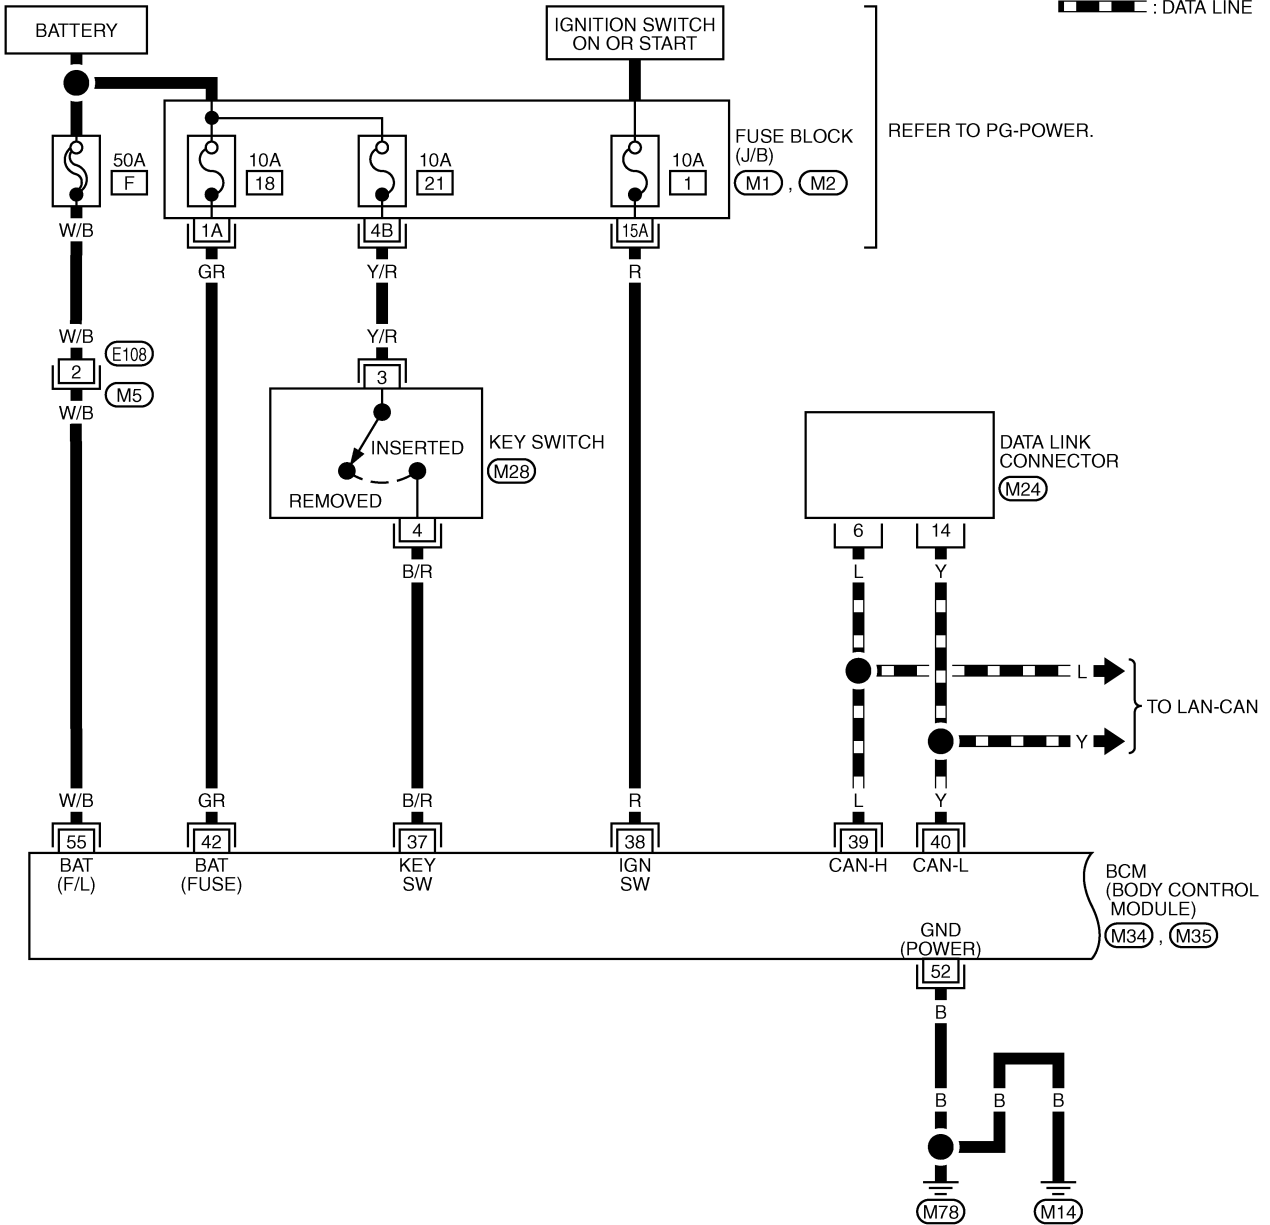 : DATA LINE
BATTERY
IGNITION SWITCH
ON OR START
REFER TO PG-POWER.
50A
F
10A
18
10A
21
10A
1
FUSE BLOCK
(J/B)
M1 , M2
W/B
1A
4B
15A
GR
Y/R
R
W/B
Y/R
2
E108
M5
W/B
3
INSERTED
REMOVED
KEY SWITCH
M28
4
B/R
DATA LINK
CONNECTOR
M24
6
14
L
Y
L
Y
TO LAN-CAN
W/B
GR
B/R
R
L
Y
55
42
37
38
39
40
BAT
(F/L)
BAT
(FUSE)
KEY
SW
IGN
SW
CAN-H
CAN-L
BCM
(BODY CONTROL
MODULE)
M34 , M35
GND
(POWER)
52
B
B
B
B
M78
M14